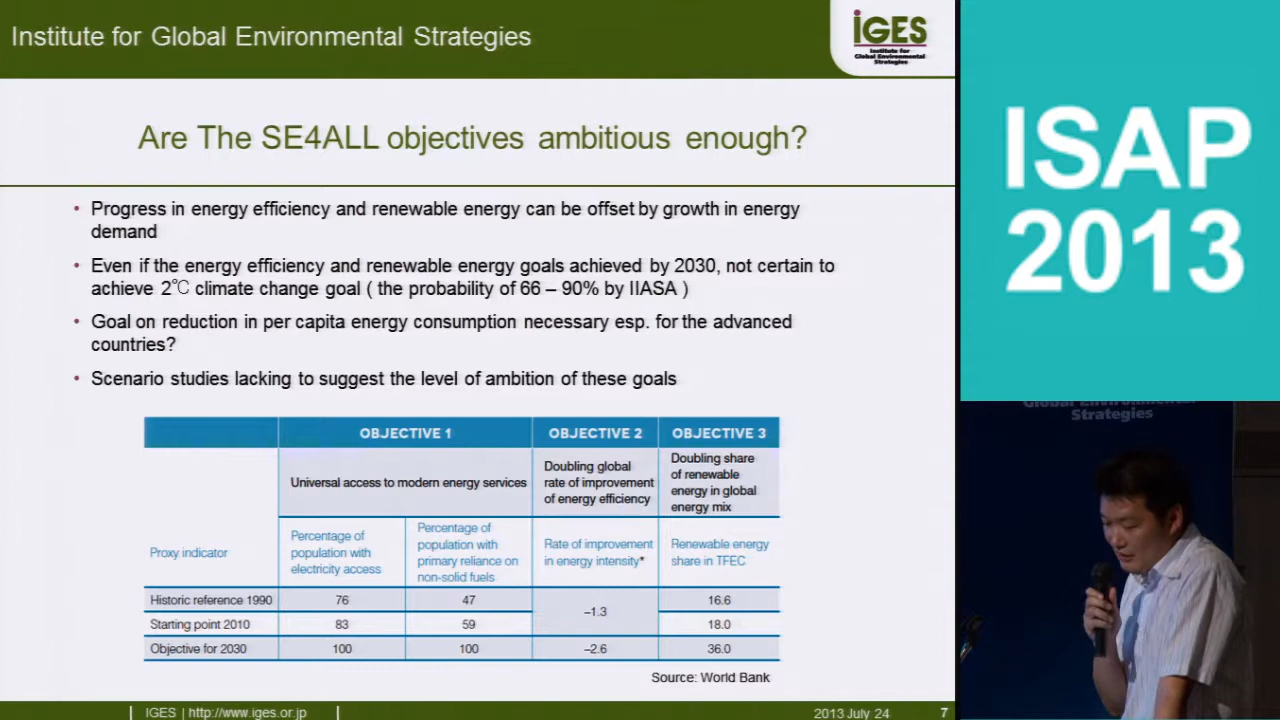 Institute for Global Environmental Strategies
iGES
Institute for
Global Environmental
Strategies
Are The SE4ALL objectives ambitious enough?
• Progress in energy efficiency and renewable energy can be offset by growth in energy
demand
• Even if the energy efficiency and renewable energy goals achieved by 2030, not certain to
achieve 2℃ climate change goal ( the probability of 66 – 90% by IIASA )
• Goal on reduction in per capita energy consumption necessary esp. for the advanced
countries?
• Scenario studies lacking to suggest the level of ambition of these goals
OBJECTIVE 1 OBJECTIVE 2 OBJECTIVE 3
Universal access to modern energy services
Doubling global
rate of improvement
of energy efficiency
Doubling share
of renewable
energy in global
energy mix
Proxy indicator
Percentage of
population with
electricity access
Percentage of
population with
primary reliance on
non-solid fuels
Rate of improvement
in energy intensity*
Renewable energy
share in TFEC
Historic reference 1990 76 47 –1.3 16.6
Starting point 2010 83 59 18.0
Objective for 2030 100 100 –2.6 36.0
Source: World Bank
IGES | http://www.iges.or.jp
2013 July 24
7
ISAP
2013
Global Environmental
Strategies